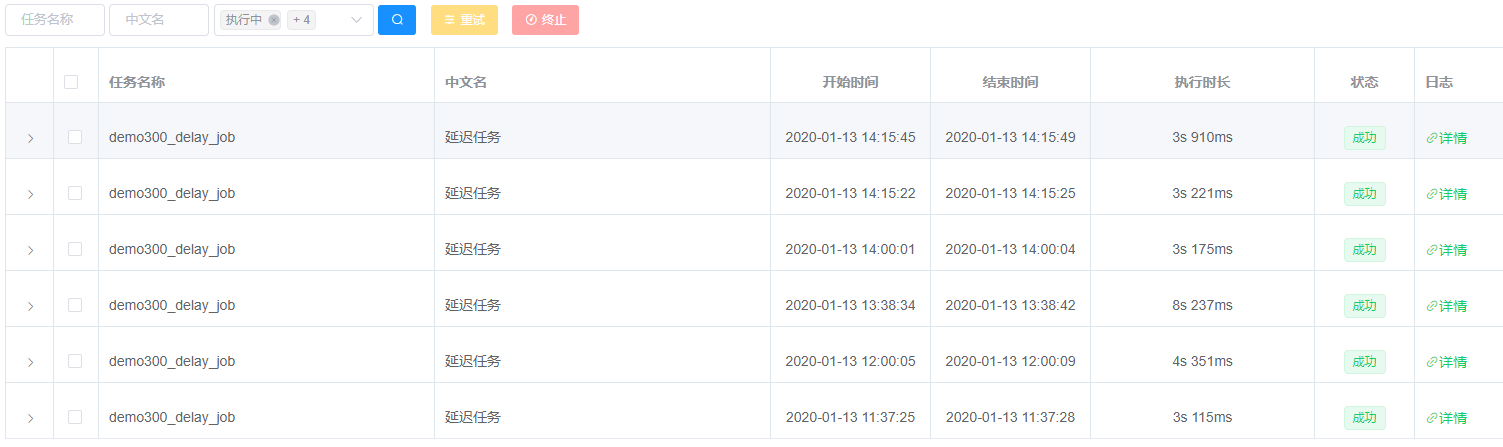 任务名称 中文名 执行中 + 4 重试 终止
任务名称 中文名 开始时间 结束时间 执行时长 状态 日志
demo300_delay_job 延迟任务 2020-01-13 14:15:45 2020-01-13 14:15:49 3s 910ms 成功 详情
demo300_delay_job 延迟任务 2020-01-13 14:15:22 2020-01-13 14:15:25 3s 221ms 成功 详情
demo300_delay_job 延迟任务 2020-01-13 14:00:01 2020-01-13 14:00:04 3s 175ms 成功 详情
demo300_delay_job 延迟任务 2020-01-13 13:38:34 2020-01-13 13:38:42 8s 237ms 成功 详情
demo300_delay_job 延迟任务 2020-01-13 12:00:05 2020-01-13 12:00:09 4s 351ms 成功 详情
demo300_delay_job 延迟任务 2020-01-13 11:37:25 2020-01-13 11:37:28 3s 115ms 成功 详情